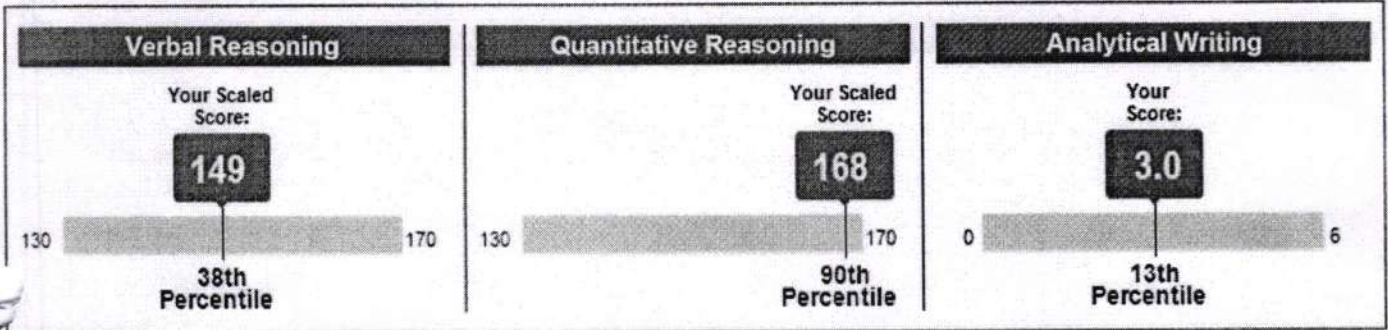 Verbal Reasoning
Your Scaled
Score:
149
130
170
38th
Percentile
Quantitative Reasoning
Your Scaled
Score:
168
130
170
90th
Percentile
Analytical Writing
Your
Score:
3.0
0
6
13th
Percentile